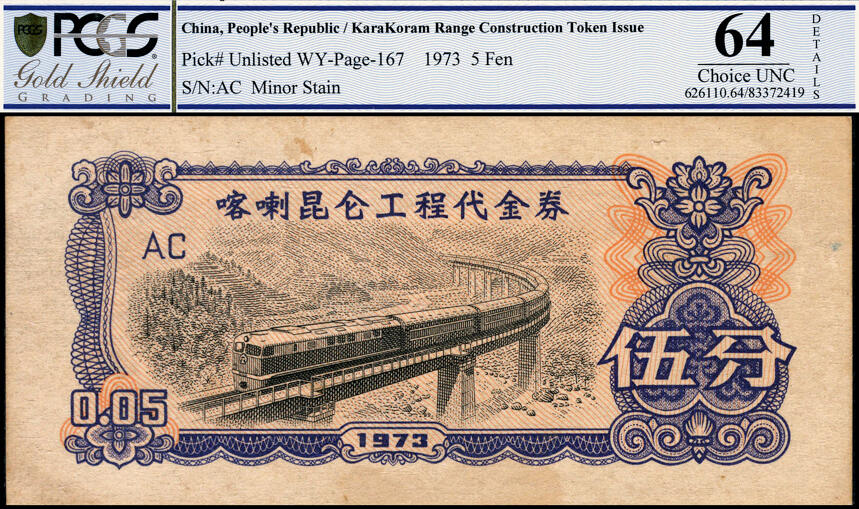 PCGS
Gold Shield
GRADING
China, People's Republic / KaraKoram Range Construction Token Issue
Pick# Unlisted WY-Page-167 1973 5 Fen
S/N:AC Minor Stain
64
Choice UNC
626110.64/83372419
DETAILS
喀喇昆仑工程代金券
AC
伍分
0.05
1973